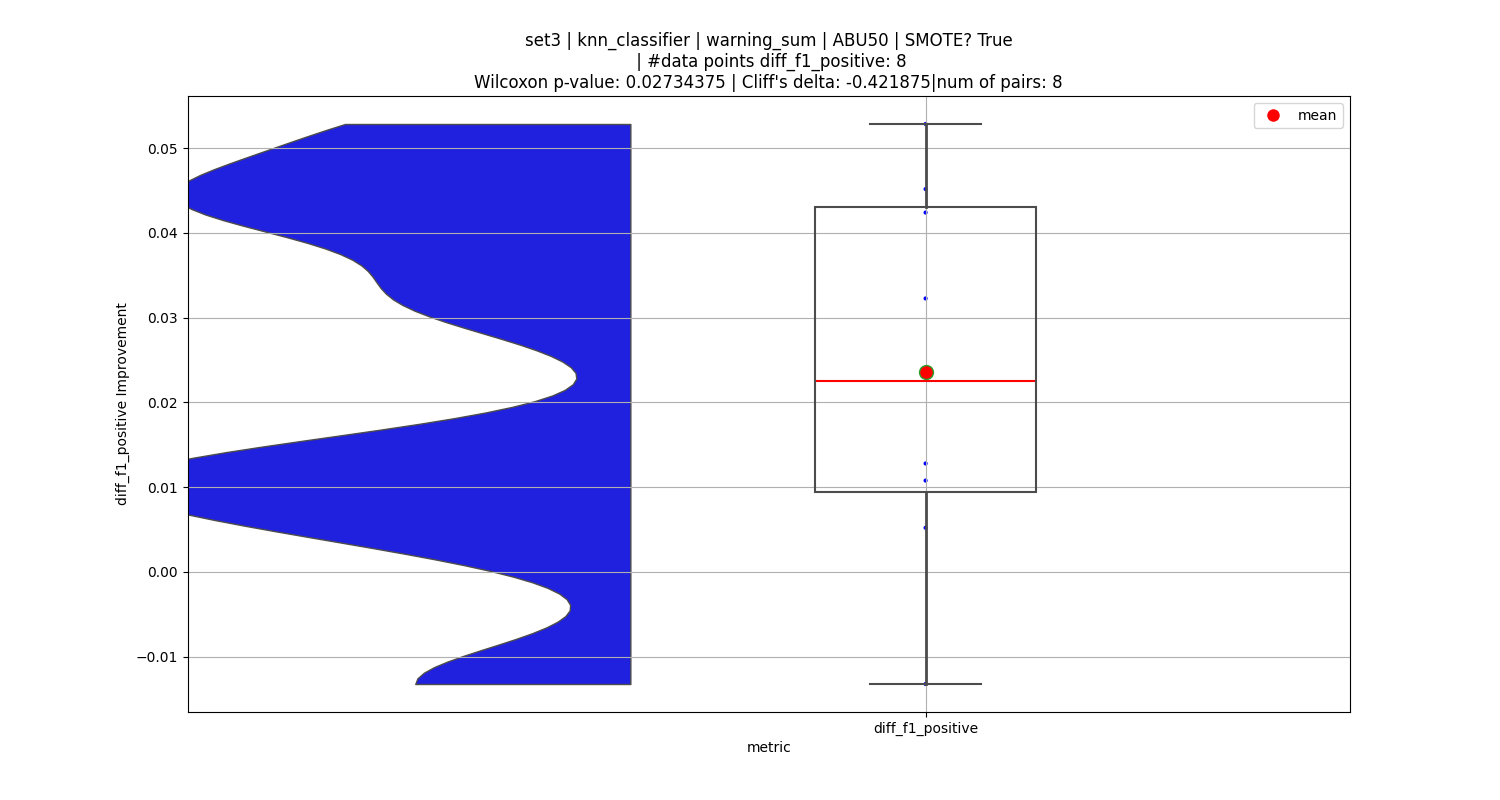 set3 | knn_classifier | warning_sum | ABU50 | SMOTE? True
| #data points diff_f1_positive: 8
Wilcoxon p-value: 0.02734375 | Cliff's delta: -0.421875|num of pairs: 8
mean
0.05
0.04
0.03
0.02
0.01
0.00
−0.01
diff_f1_positive Improvement
diff_f1_positive
metric